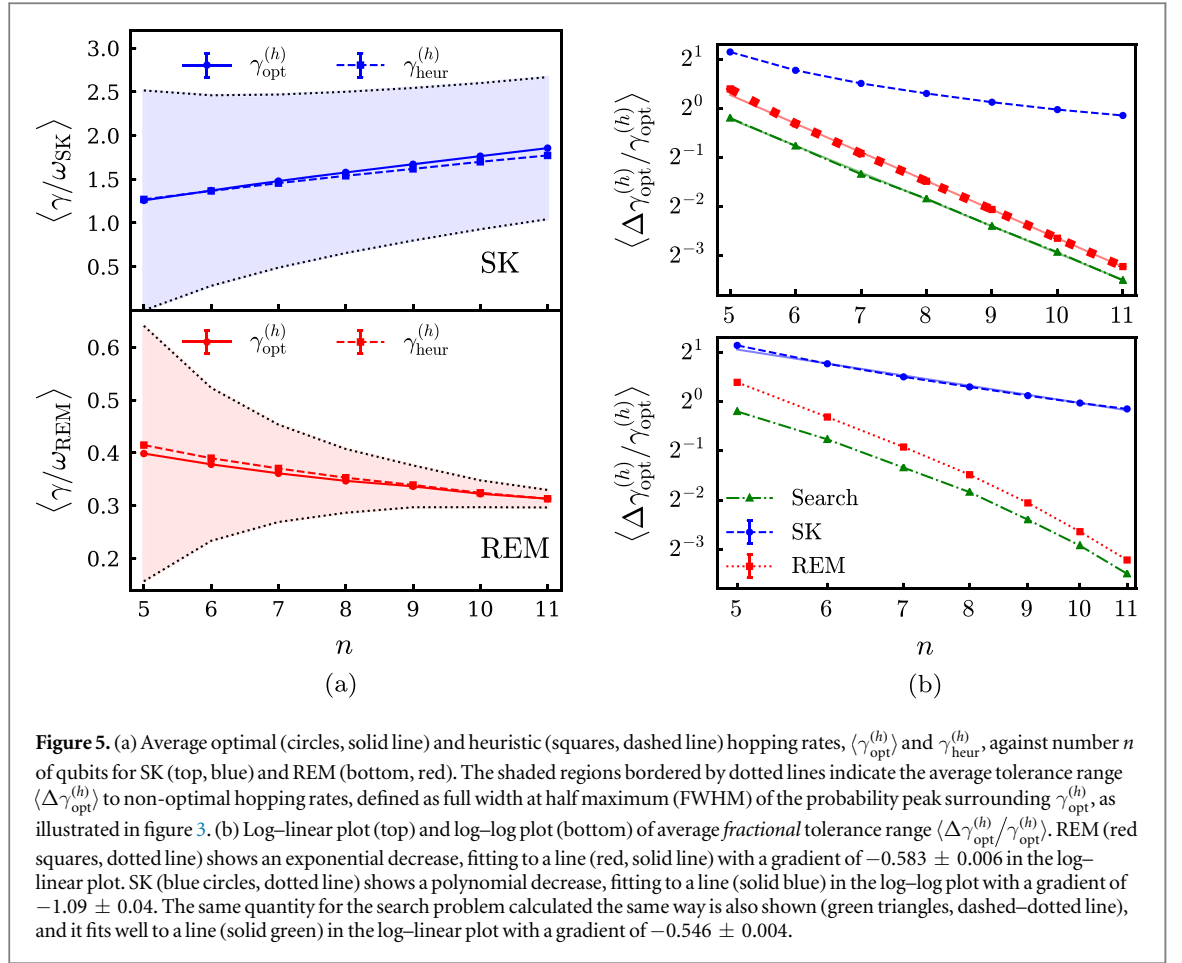 3.0
2.5
2.0
1.5
1.0
0.5
⟨γ/ω_SK⟩
γ_opt^(h)
γ_heur^(h)
SK
0.6
0.5
0.4
0.3
0.2
⟨γ/ω_REM⟩
γ_opt^(h)
γ_heur^(h)
REM
5 6 7 8 9 10 11
n
(a)
2^1
2^0
2^−1
2^−2
2^−3
⟨Δγ_opt^(h)/γ_opt^(h)⟩
5 6 7 8 9 10 11
2^1
2^0
2^−1
2^−2
2^−3
⟨Δγ_opt^(h)/γ_opt^(h)⟩
Search
SK
REM
5 6 7 8 9 10 11
n
(b)
Figure 5. (a) Average optimal (circles, solid line) and heuristic (squares, dashed line) hopping rates, ⟨γ_opt^(h)⟩ and γ_heur^(h), against number n
of qubits for SK (top, blue) and REM (bottom, red). The shaded regions bordered by dotted lines indicate the average tolerance range
⟨Δγ_opt^(h)⟩ to non-optimal hopping rates, defined as full width at half maximum (FWHM) of the probability peak surrounding γ_opt^(h), as
illustrated in figure 3. (b) Log–linear plot (top) and log–log plot (bottom) of average fractional tolerance range ⟨Δγ_opt^(h)/γ_opt^(h)⟩. REM (red
squares, dotted line) shows an exponential decrease, fitting to a line (red, solid line) with a gradient of −0.583 ± 0.006 in the log–
linear plot. SK (blue circles, dotted line) shows a polynomial decrease, fitting to a line (solid blue) in the log–log plot with a gradient of
−1.09 ± 0.04. The same quantity for the search problem calculated the same way is also shown (green triangles, dashed–dotted line),
and it fits well to a line (solid green) in the log–linear plot with a gradient of −0.546 ± 0.004.